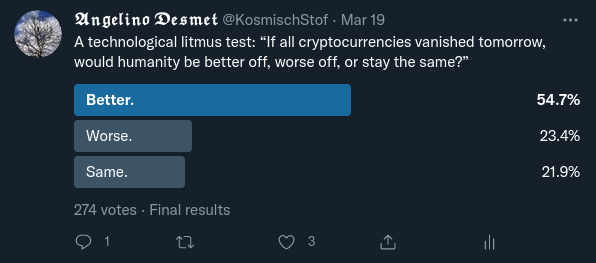 𝕬𝖓𝖌𝖊𝖑𝖎𝖓𝖔 𝕯𝖊𝖘𝖒𝖊𝖙 @KosmischStof · Mar 19
A technological litmus test: “If all cryptocurrencies vanished tomorrow,
would humanity be better off, worse off, or stay the same?”
Better. 54.7%
Worse. 23.4%
Same. 21.9%
274 votes · Final results
1 3